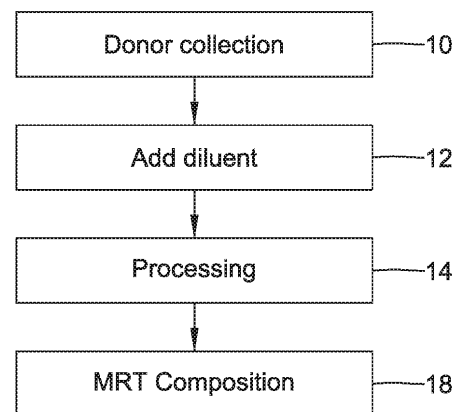 Donor collection 10
Add diluent 12
Processing 14
MRT Composition 18